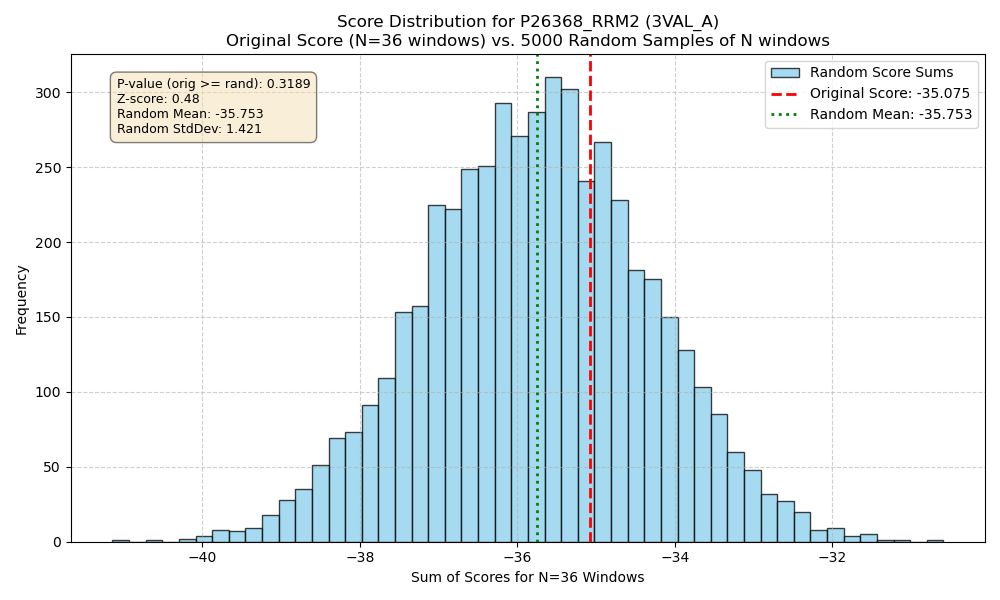 Score Distribution for P26368_RRM2 (3VAL_A)
Original Score (N=36 windows) vs. 5000 Random Samples of N windows
P-value (orig >= rand): 0.3189
Z-score: 0.48
Random Mean: -35.753
Random StdDev: 1.421
Random Score Sums
Original Score: -35.075
Random Mean: -35.753
Frequency
300
250
200
150
100
50
0
−40
−38
−36
−34
−32
Sum of Scores for N=36 Windows